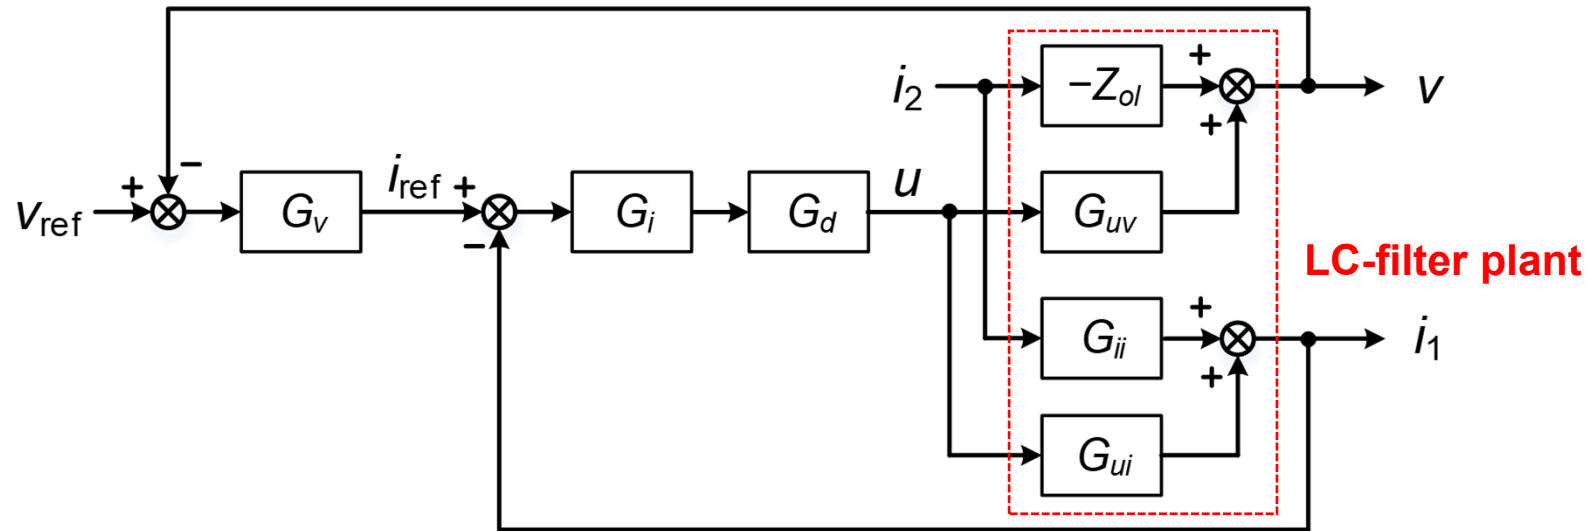 i2
−Zol
+
+
v
−
+
vref
Gv
iref
+
−
Gi
Gd
u
Guv
LC-filter plant
+
+
Gii
i1
Gui